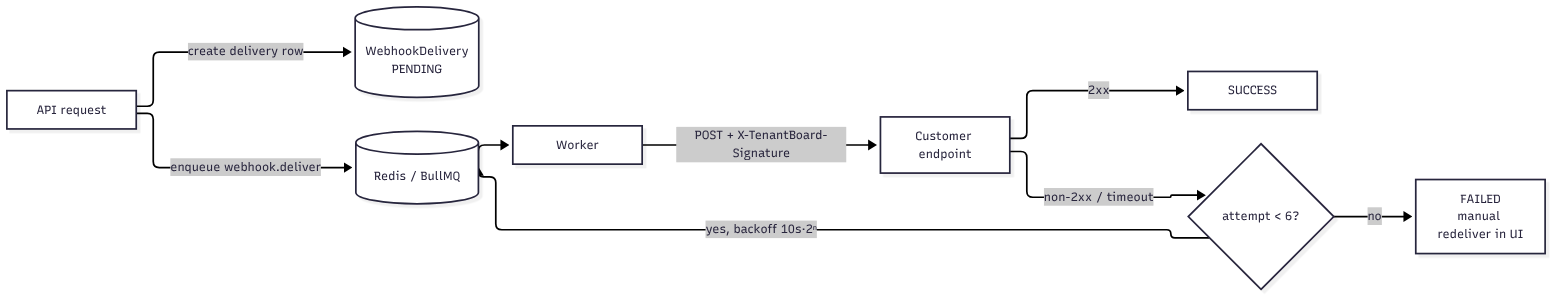 API request
create delivery row
enqueue webhook.deliver
WebhookDelivery
PENDING
Redis / BullMQ
Worker
POST + X-TenantBoard-
Signature
Customer
endpoint
2xx
SUCCESS
non-2xx / timeout
attempt < 6?
yes, backoff 10s·2ⁿ
no
FAILED
manual
redeliver in UI